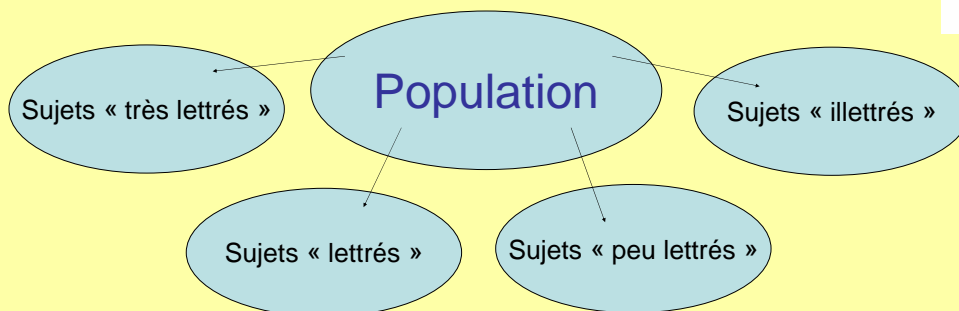 Population
Sujets « très lettrés »
Sujets « illettrés »
Sujets « lettrés »
Sujets « peu lettrés »